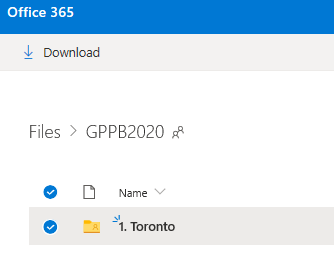 Office 365
Download
Files > GPPB2020
Name
1. Toronto